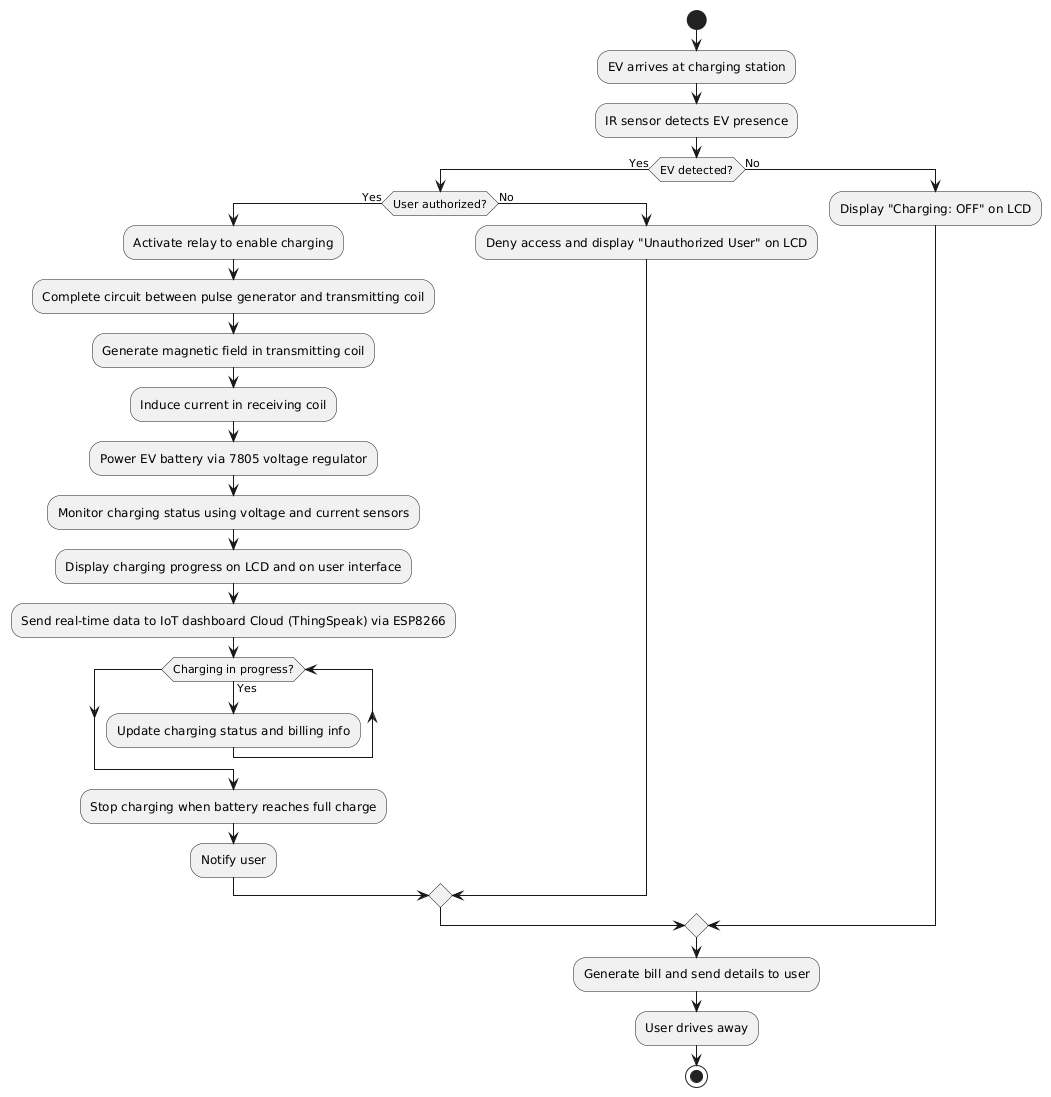 EV arrives at charging station
IR sensor detects EV presence
EV detected?
Yes
No
User authorized?
Yes
No
Activate relay to enable charging
Complete circuit between pulse generator and transmitting coil
Generate magnetic field in transmitting coil
Induce current in receiving coil
Power EV battery via 7805 voltage regulator
Monitor charging status using voltage and current sensors
Display charging progress on LCD and on user interface
Send real-time data to IoT dashboard Cloud (ThingSpeak) via ESP8266
Charging in progress?
Yes
Update charging status and billing info
Stop charging when battery reaches full charge
Notify user
Deny access and display "Unauthorized User" on LCD
Display "Charging: OFF" on LCD
Generate bill and send details to user
User drives away